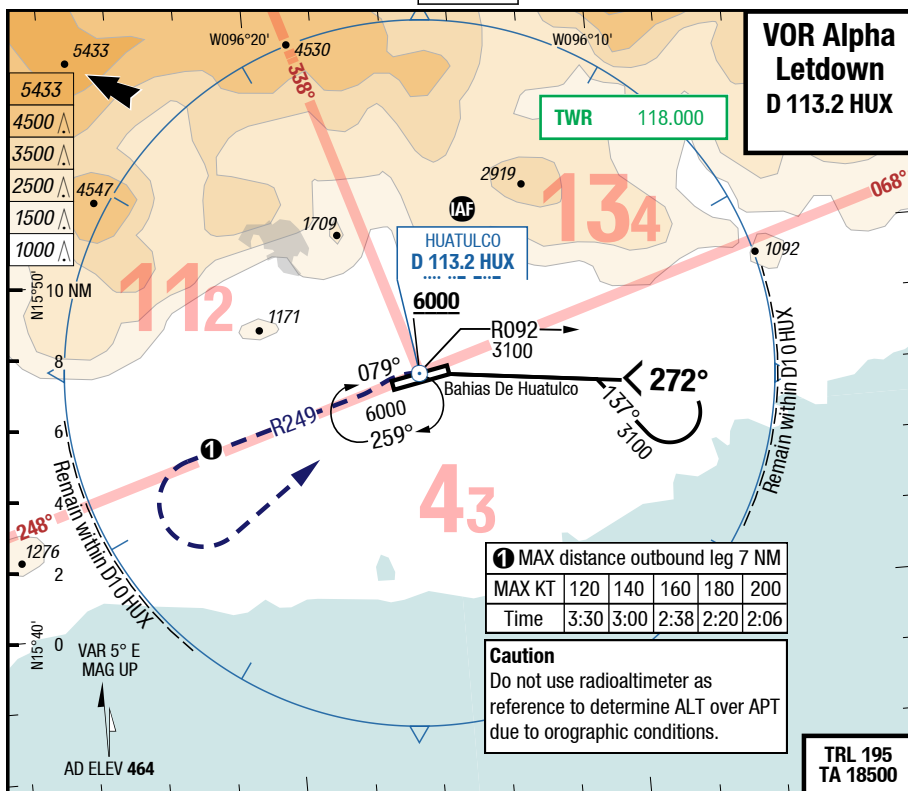 VOR Alpha
Letdown
D 113.2 HUX
W096°20'
W096°10'
5433
4530
338°
TWR 118.000
5433
4500
3500
2500
1500
1000
4547
2919
1709
IAF
134
068°
HUATULCO
D 113.2 HUX
1092
N15°50'
10 NM
112
6000
1171
R092
3100
8
079°
272°
Bahias De Huatulco
6000
137°
3100
R249
259°
6
1
Remain within D10 HUX
Remain within D10 HUX
4
43
248°
1276
2
1 MAX distance outbound leg 7 NM
MAX KT 120 140 160 180 200
Time 3:30 3:00 2:38 2:20 2:06
N15°40'
0
VAR 5° E
MAG UP
Caution
Do not use radioaltimeter as
reference to determine ALT over APT
due to orographic conditions.
AD ELEV 464
TRL 195
TA 18500